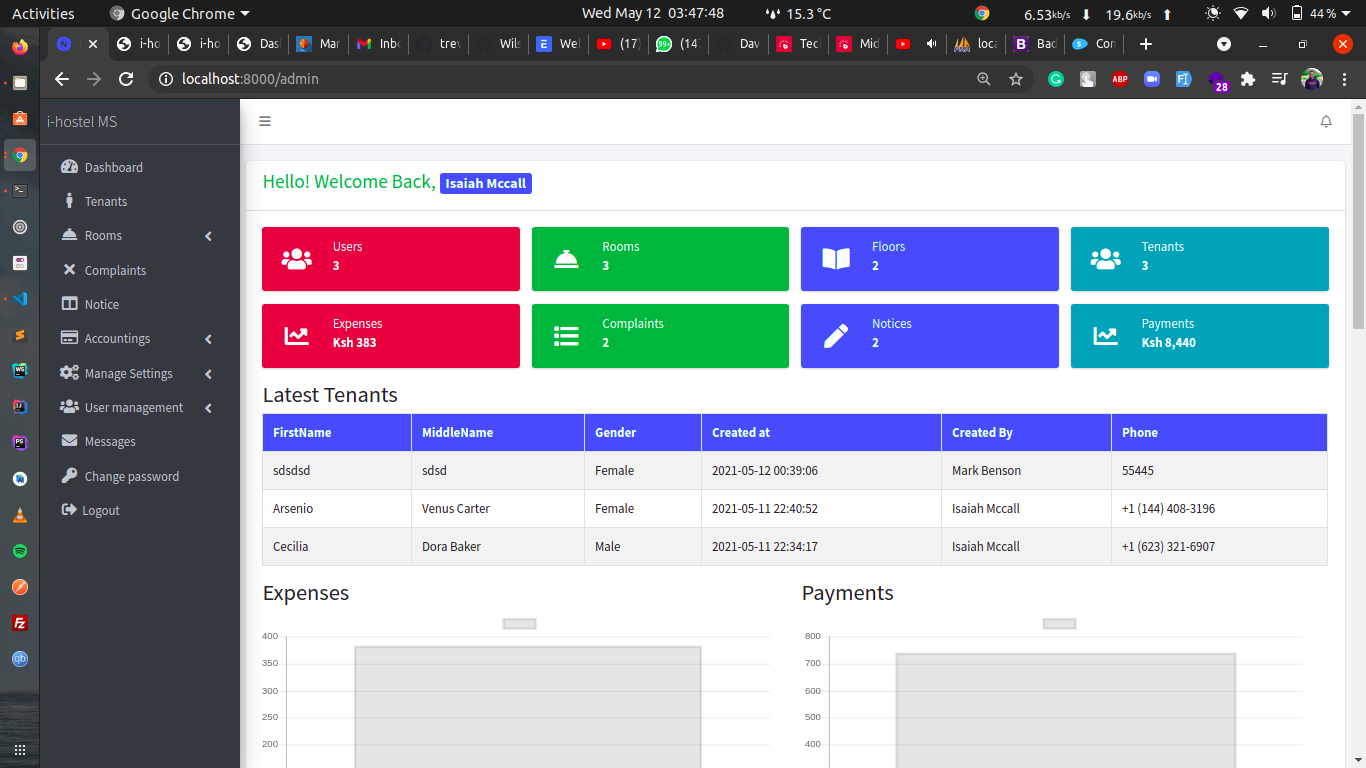 Activities Google Chrome Wed May 12 03:47:48 15.3 °C 6.53kb/s 19.6kb/s 44 %
i-ho i-ho Das Mar Inbo trev Wils Wel (17) (14 Dav Tec Mid loca Bad Con
localhost:8000/admin ABP 28
i-hostel MS
Dashboard
Tenants
Rooms
Complaints
Notice
Accountings
Manage Settings
User management
Messages
Change password
Logout
Hello! Welcome Back, Isaiah Mccall
Users Rooms Floors Tenants
3 3 2 3
Expenses Complaints Notices Payments
Ksh 383 2 2 Ksh 8,440
Latest Tenants
FirstName MiddleName Gender Created at Created By Phone
sdsdsd sdsd Female 2021-05-12 00:39:06 Mark Benson 55445
Arsenio Venus Carter Female 2021-05-11 22:40:52 Isaiah Mccall +1 (144) 408-3196
Cecilia Dora Baker Male 2021-05-11 22:34:17 Isaiah Mccall +1 (623) 321-6907
Expenses Payments
400 800
350 700
300 600
250 500
200 400